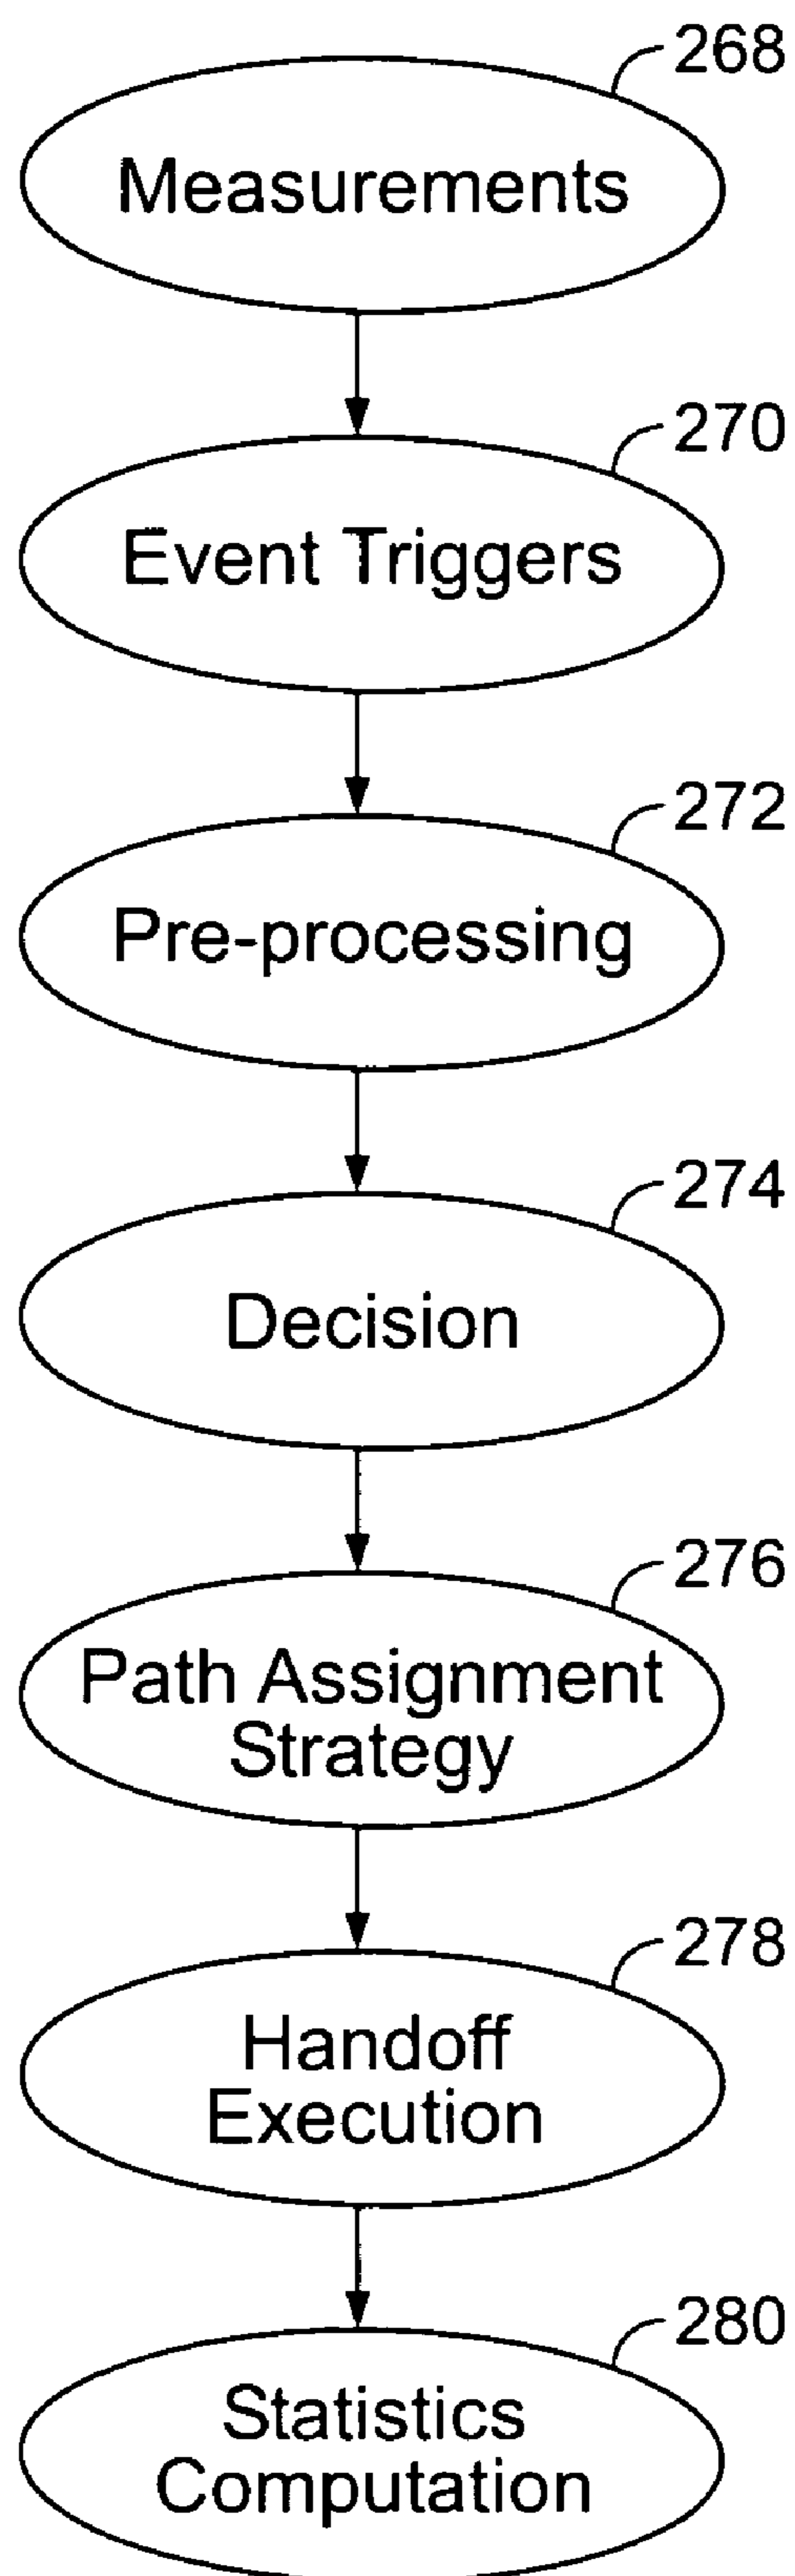 268
Measurements
270
Event Triggers
272
Pre-processing
274
Decision
276
Path Assignment
Strategy
278
Handoff
Execution
280
Statistics
Computation